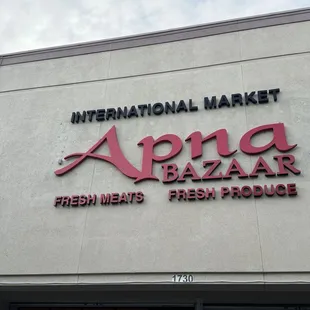 INTERNATIONAL MARKET
Apna
BAZAAR
FRESH MEATS FRESH PRODUCE
1730